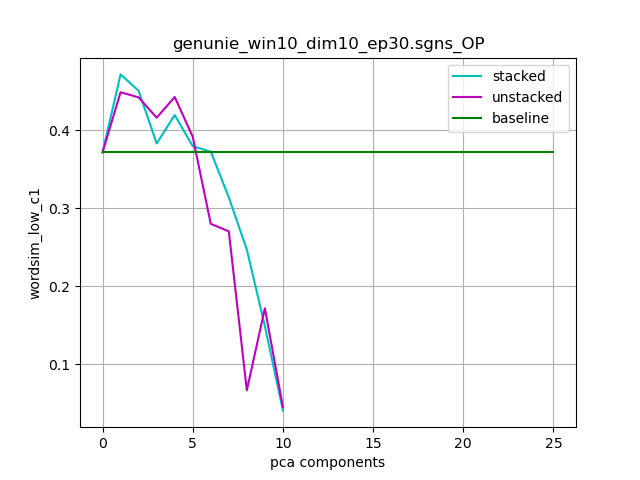 genunie_win10_dim10_ep30.sgns_OP
stacked
unstacked
baseline
wordsim_low_c1
0.4
0.3
0.2
0.1
0 5 10 15 20 25
pca components